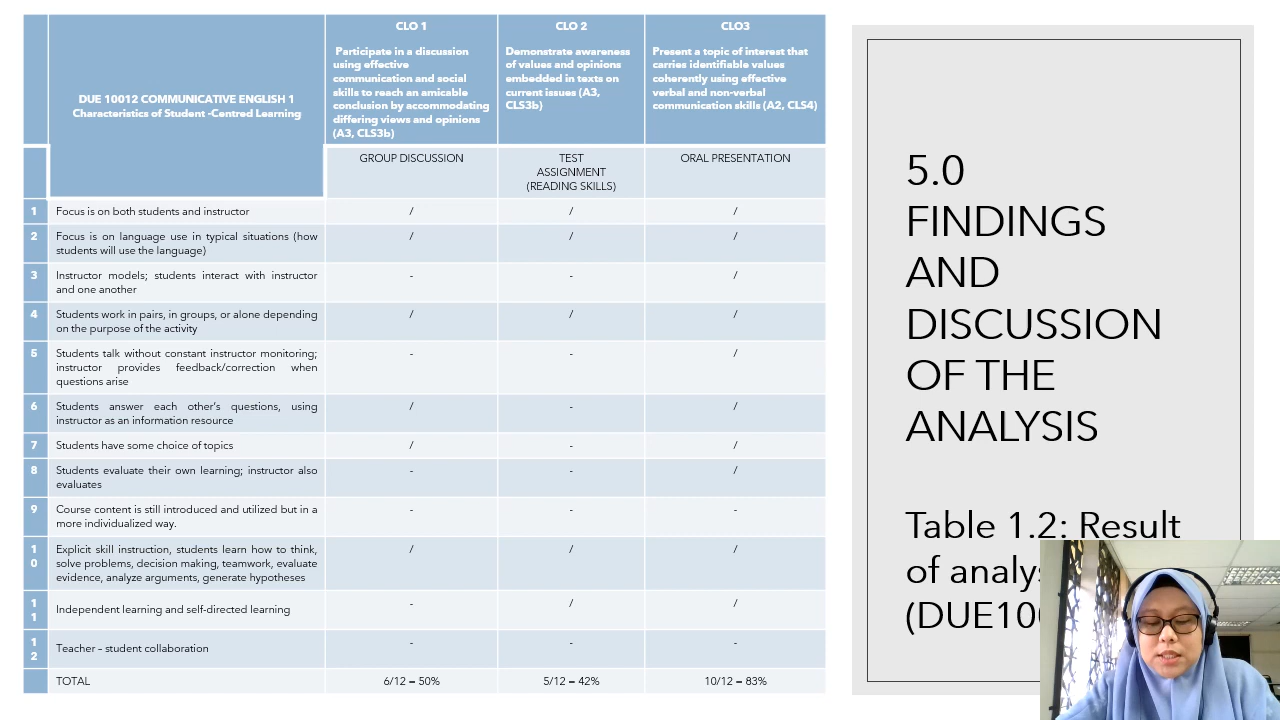 DUE 10012 COMMUNICATIVE ENGLISH 1
Characteristics of Student -Centred Learning
CLO 1
Participate in a discussion
using effective
communication and social
skills to reach an amicable
conclusion by accommodating
differing views and opinions
(A3, CLS3b)
CLO 2
Demonstrate awareness
of values and opinions
embedded in texts on
current issues (A3,
CLS3b)
CLO3
Present a topic of interest that
carries identifiable values
coherently using effective
verbal and non-verbal
communication skills (A2, CLS4)
GROUP DISCUSSION
TEST
ASSIGNMENT
(READING SKILLS)
ORAL PRESENTATION
1 Focus is on both students and instructor / / /
2 Focus is on language use in typical situations (how
students will use the language) / / /
3 Instructor models; students interact with instructor
and one another - - /
4 Students work in pairs, in groups, or alone depending
on the purpose of the activity / / /
5 Students talk without constant instructor monitoring;
instructor provides feedback/correction when
questions arise - - /
6 Students answer each other's questions, using
instructor as an information resource / - /
7 Students have some choice of topics / - /
8 Students evaluate their own learning; instructor also
evaluates - - /
9 Course content is still introduced and utilized but in a
more individualized way. - - -
10 Explicit skill instruction, students learn how to think,
solve problems, decision making, teamwork, evaluate
evidence, analyze arguments, generate hypotheses / / /
11 Independent learning and self-directed learning - / /
12 Teacher – student collaboration - - -
TOTAL 6/12 = 50% 5/12 = 42% 10/12 = 83%
5.0
FINDINGS
AND
DISCUSSION
OF THE
ANALYSIS
Table 1.2: Result
of analys
(DUE100